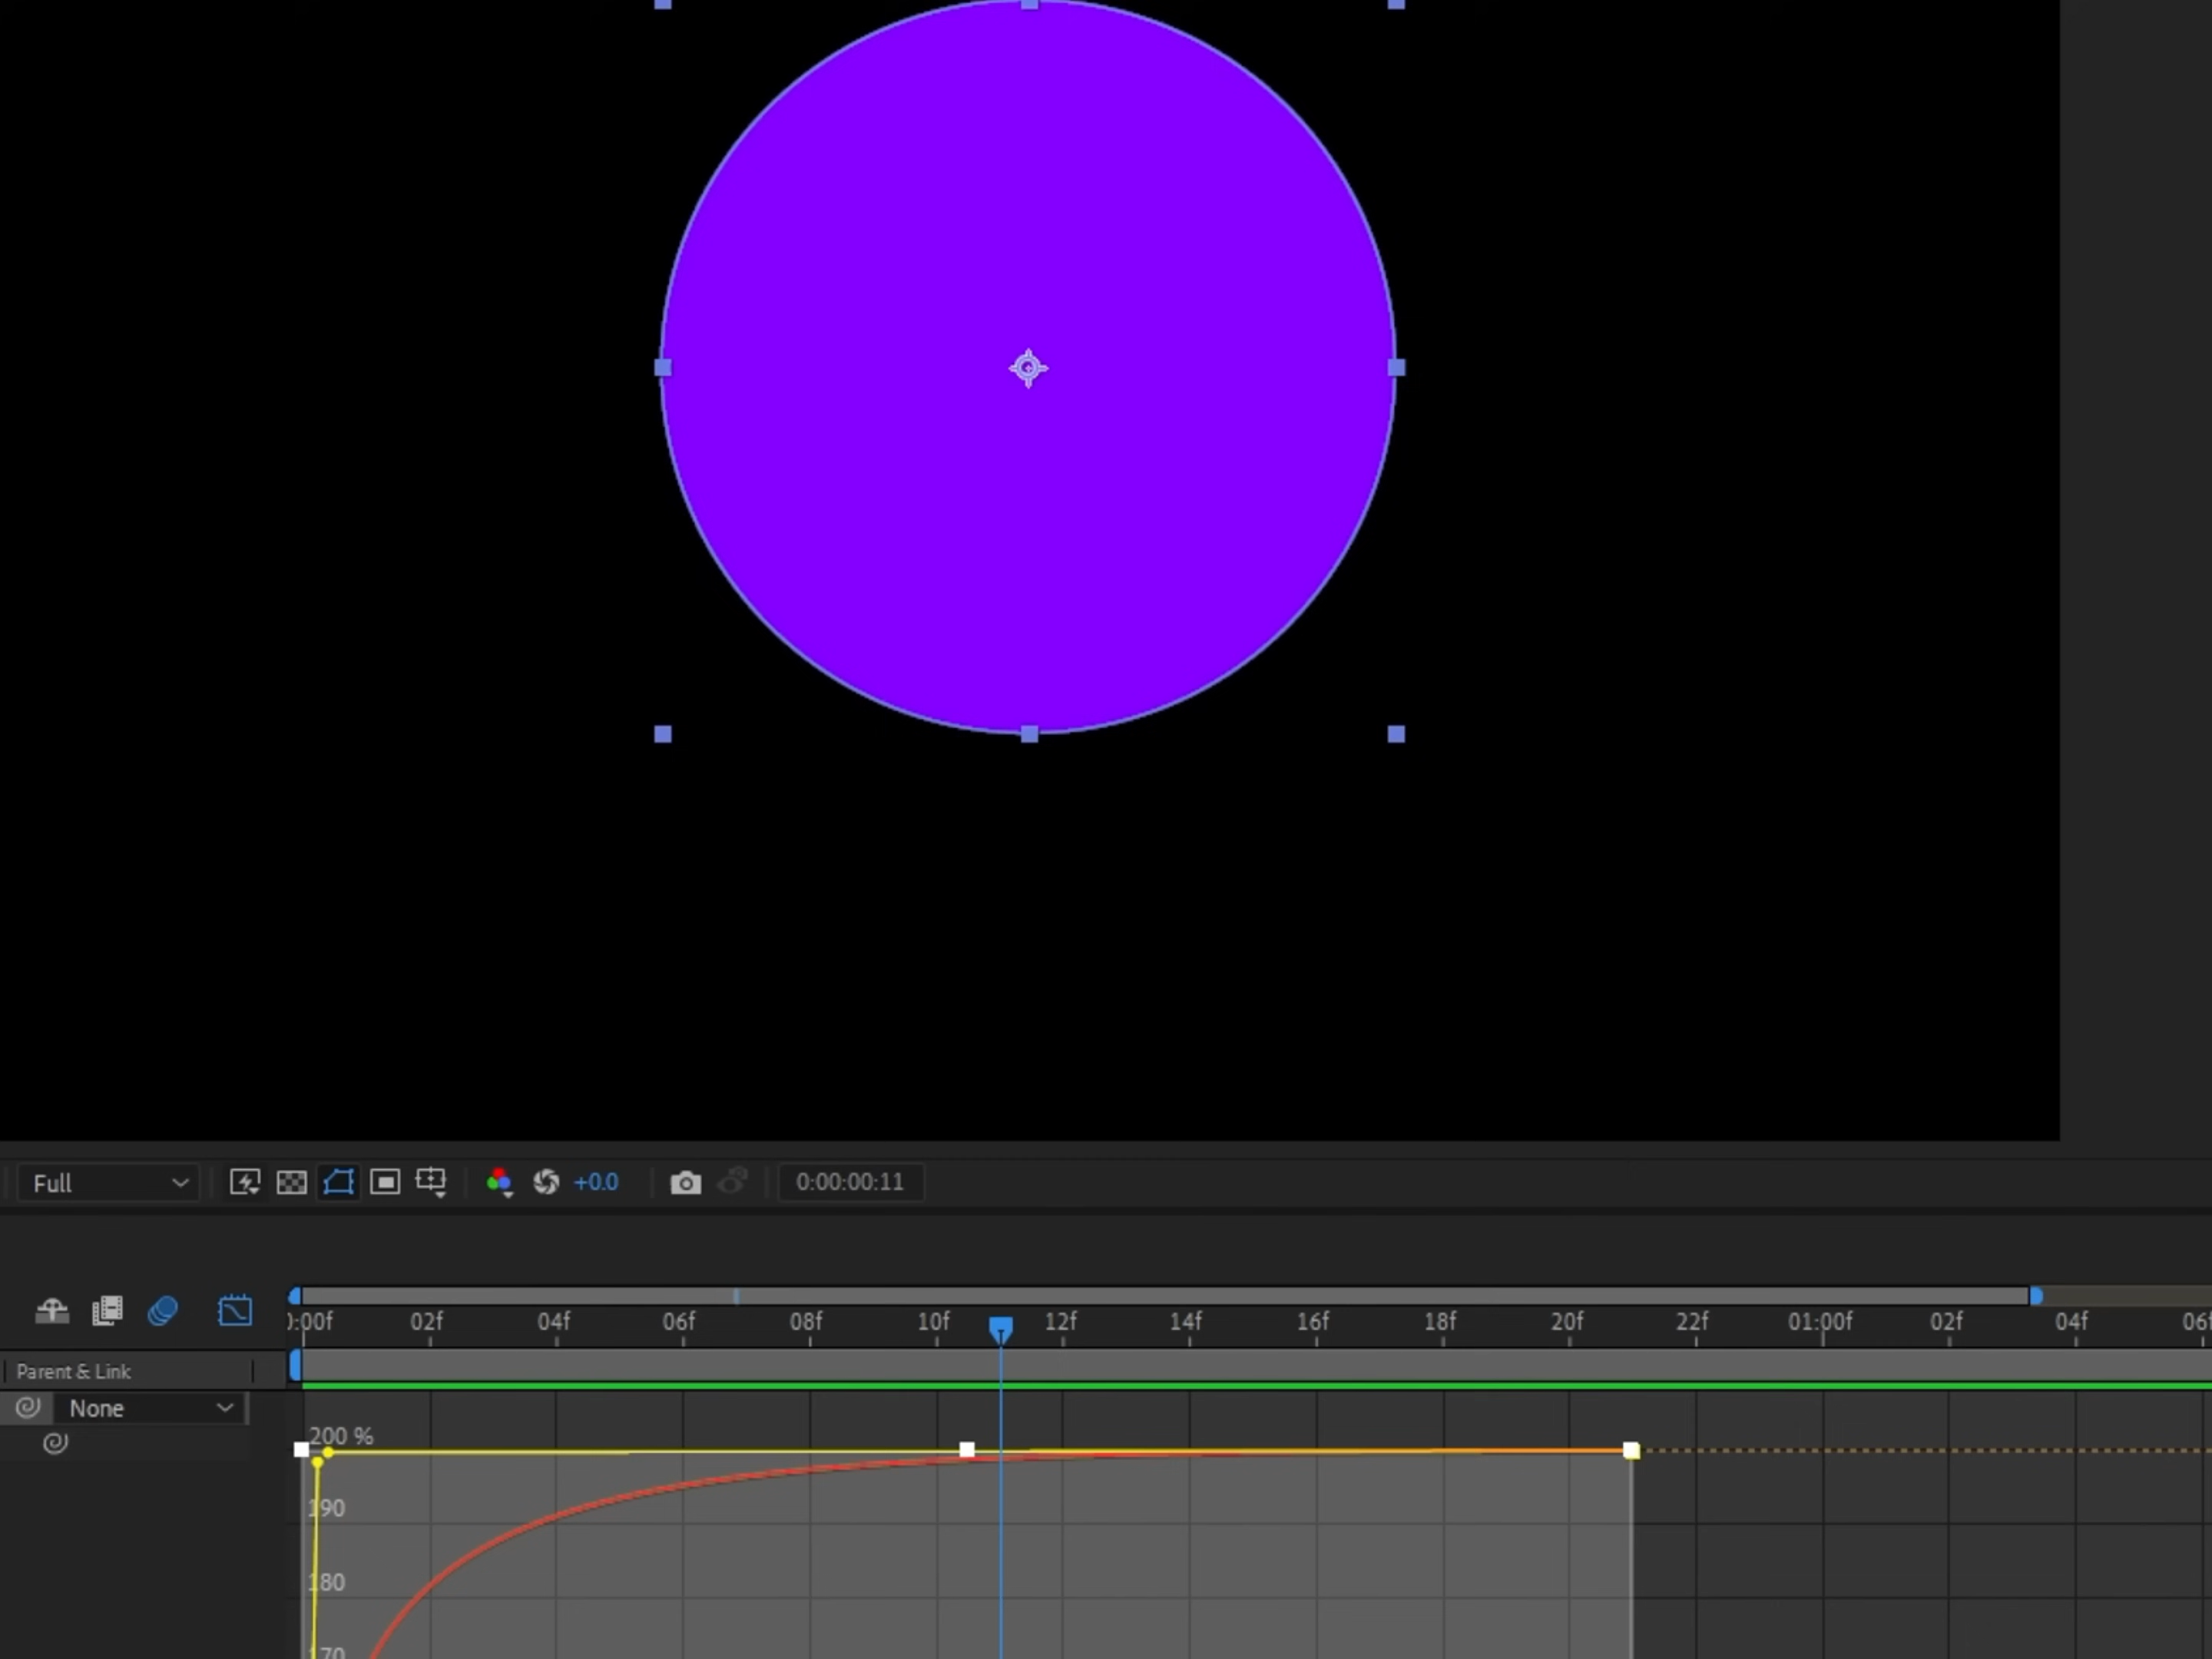 Full +0.0 0:00:00:11
0:00f 02f 04f 06f 08f 10f 12f 14f 16f 18f 20f 22f 01:00f 02f 04f
Parent & Link
None
200 %
190
180